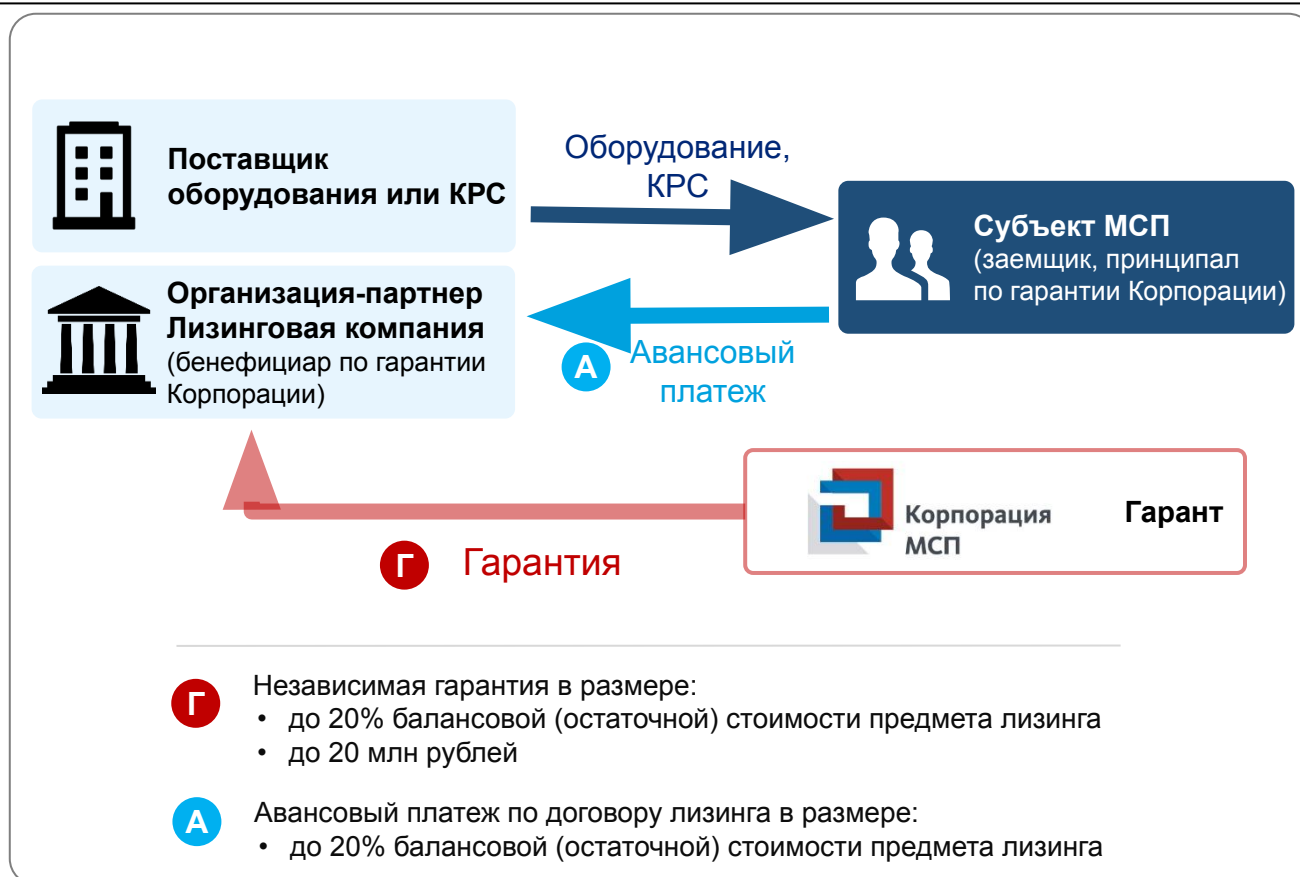 Поставщик
оборудования или КРС
Оборудование,
КРС
Субъект МСП
(заемщик, принципал
по гарантии Корпорации)
Организация-партнер
Лизинговая компания
(бенефициар по гарантии
Корпорации)
А
Авансовый
платеж
Корпорация
МСП
Гарант
Г
Гарантия
Г
Независимая гарантия в размере:
• до 20% балансовой (остаточной) стоимости предмета лизинга
• до 20 млн рублей
А
Авансовый платеж по договору лизинга в размере:
• до 20% балансовой (остаточной) стоимости предмета лизинга